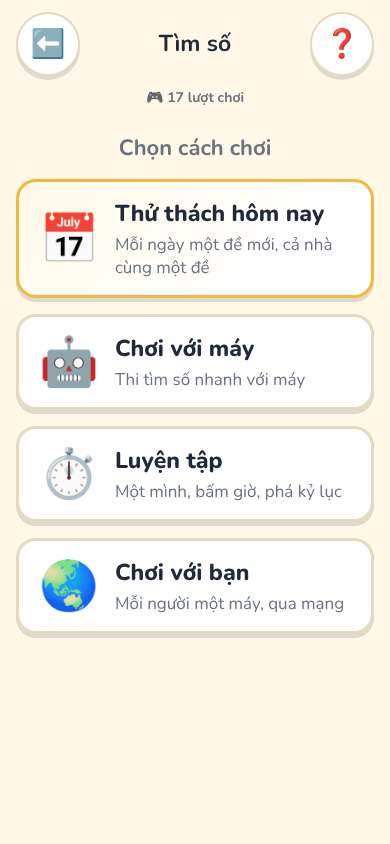 Tìm số
17 lượt chơi
Chọn cách chơi
July
17
Thử thách hôm nay
Mỗi ngày một đề mới, cả nhà
cùng một đề
Chơi với máy
Thi tìm số nhanh với máy
Luyện tập
Một mình, bấm giờ, phá kỷ lục
Chơi với bạn
Mỗi người một máy, qua mạng